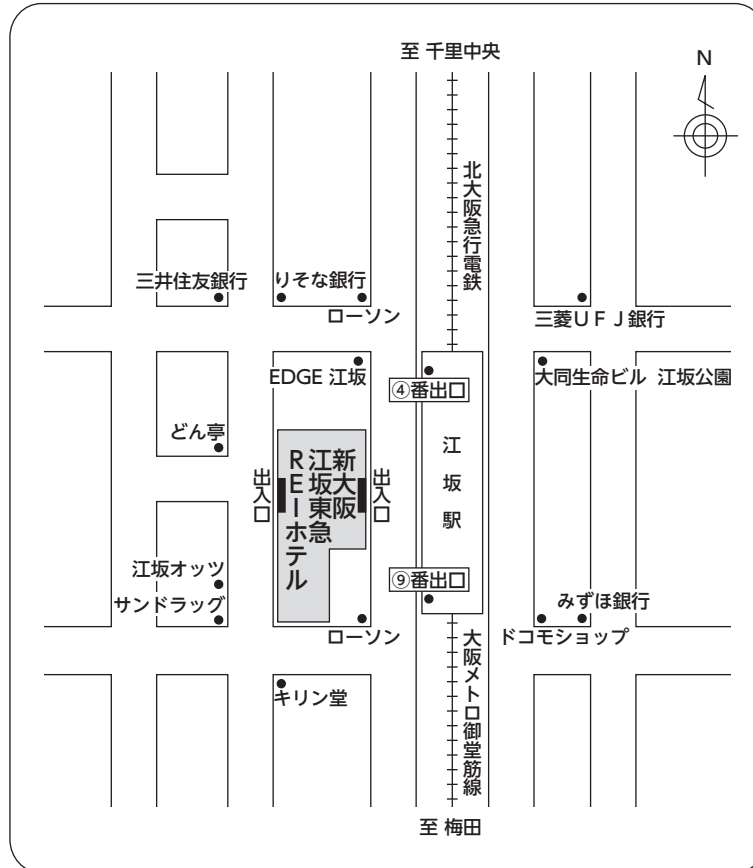 至 千里中央
N
北大阪急行電鉄
三井住友銀行
りそな銀行
ローソン
三菱UFJ銀行
EDGE 江坂
④番出口
大同生命ビル
江坂公園
どん亭
出入口
新大阪
江坂東急
REIホテル
出入口
江坂駅
江坂オッツ
⑨番出口
サンドラッグ
みずほ銀行
ローソン
ドコモショップ
大阪メトロ御堂筋線
キリン堂
至 梅田